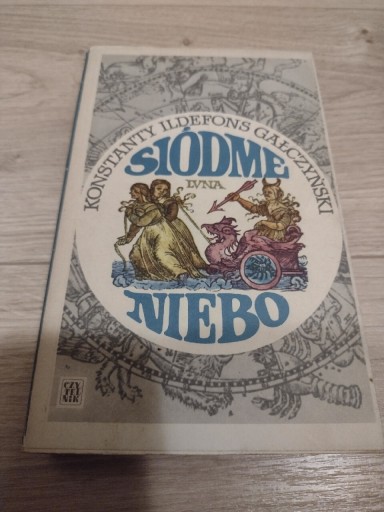 KONSTANTY ILDEFONS GAŁCZYŃSKI
SIÓDME
LVNA.
NIEBO
CZY
TEL
NIK